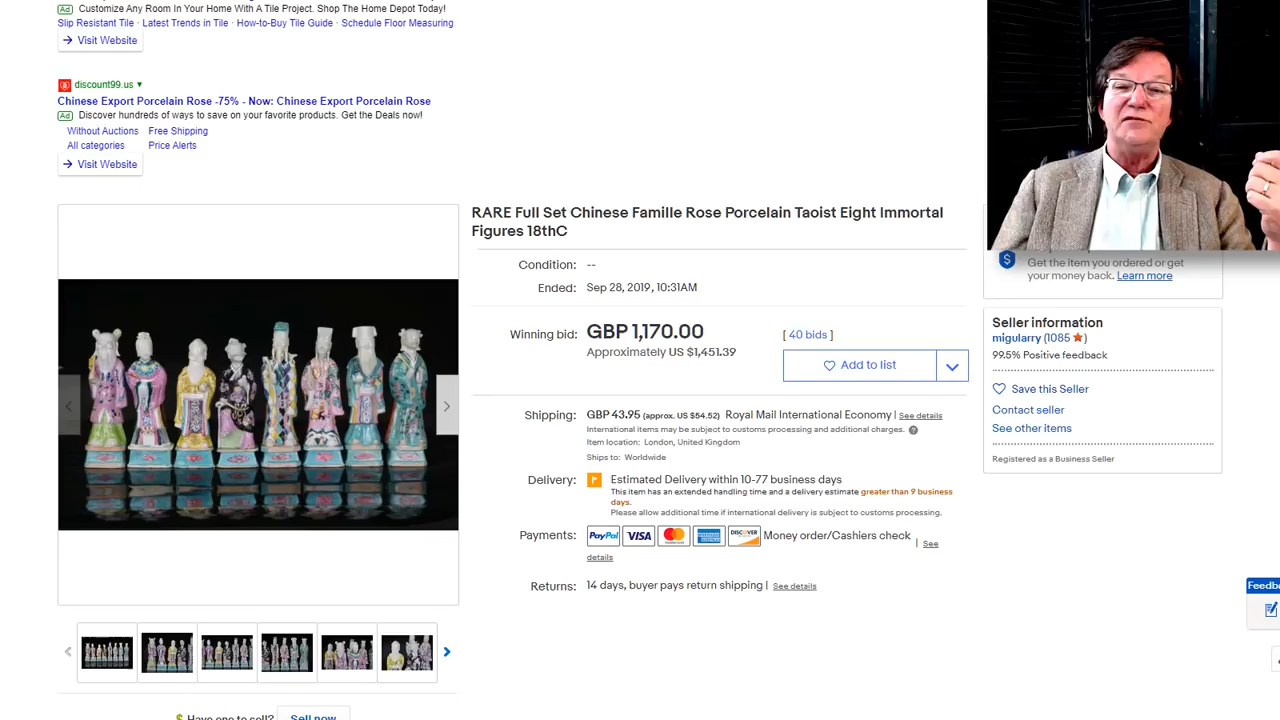 Ad Customize Any Room In Your Home With A Tile Project. Shop The Home Depot Today!
Slip Resistant Tile · Latest Trends in Tile · How-to-Buy Tile Guide · Schedule Floor Measuring
→ Visit Website
discount99.us ▼
Chinese Export Porcelain Rose -75% - Now: Chinese Export Porcelain Rose
Ad Discover hundreds of ways to save on your favorite products. Get the Deals now!
Without Auctions Free Shipping
All categories Price Alerts
→ Visit Website
RARE Full Set Chinese Famille Rose Porcelain Taoist Eight Immortal
Figures 18thC
Condition: --
Ended: Sep 28, 2019, 10:31AM
Winning bid: GBP 1,170.00 [ 40 bids ]
Approximately US $1,451.39
Add to list
Shipping: GBP 43.95 (approx. US $54.52) Royal Mail International Economy | See details
International items may be subject to customs processing and additional charges.
Item location: London, United Kingdom
Ships to: Worldwide
Delivery: Estimated Delivery within 10-77 business days
This item has an extended handling time and a delivery estimate greater than 9 business
days.
Please allow additional time if international delivery is subject to customs processing.
Payments: PayPal VISA MasterCard AMERICAN EXPRESS DISCOVER Money order/Cashiers check | See
details
Returns: 14 days, buyer pays return shipping | See details
Get the item you ordered or get
your money back. Learn more
Seller information
migularry (1085 ★)
99.5% Positive feedback
Save this Seller
Contact seller
See other items
Registered as a Business Seller
Feedb
$ Have one to sell? Sell now